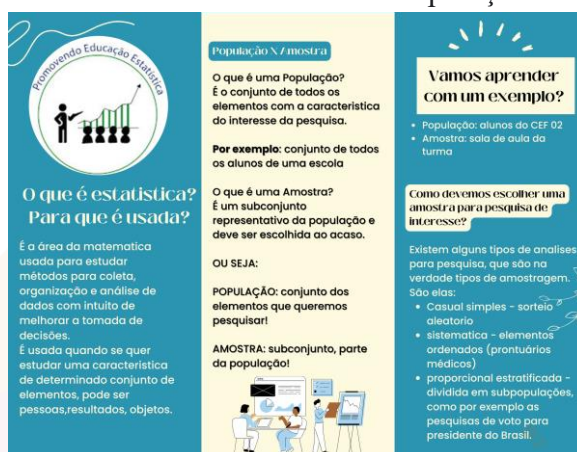 Promovendo Educação Estatística
O que é estatistica?
Para que é usada?
É a área da matematica
usada para estudar
métodos para coleta,
organização e análise de
dados com intuito de
melhorar a tomada de
decisões.
É usada quando se quer
estudar uma caracteristica
de determinado conjunto de
elementos, pode ser
pessoas,resultados, objetos.
População X Amostra
O que é uma População?
É o conjunto de todos os
elementos com a caracteristica
do interesse da pesquisa.
Por exemplo: conjunto de todos
os alunos de uma escola
O que é uma Amostra?
É um subconjunto
representativo da população e
deve ser escolhida ao acaso.
OU SEJA:
POPULAÇÃO: conjunto dos
elementos que queremos
pesquisar!
AMOSTRA: subconjunto, parte
da população!
Vamos aprender
com um exemplo?
• População: alunos do CEF 02
• Amostra: sala de aula da
turma
Como devemos escolher uma
amostra para pesquisa de
interesse?
Existem alguns tipos de analises
para pesquisa, que são na
verdade tipos de amostragem.
São elas:
• Casual simples - sorteio
aleatorio
• sistematica - elementos
ordenados (prontuários
médicos)
• proporcional estratificada -
dividida em subpopulações,
como por exemplo as
pesquisas de voto para
presidente do Brasil.